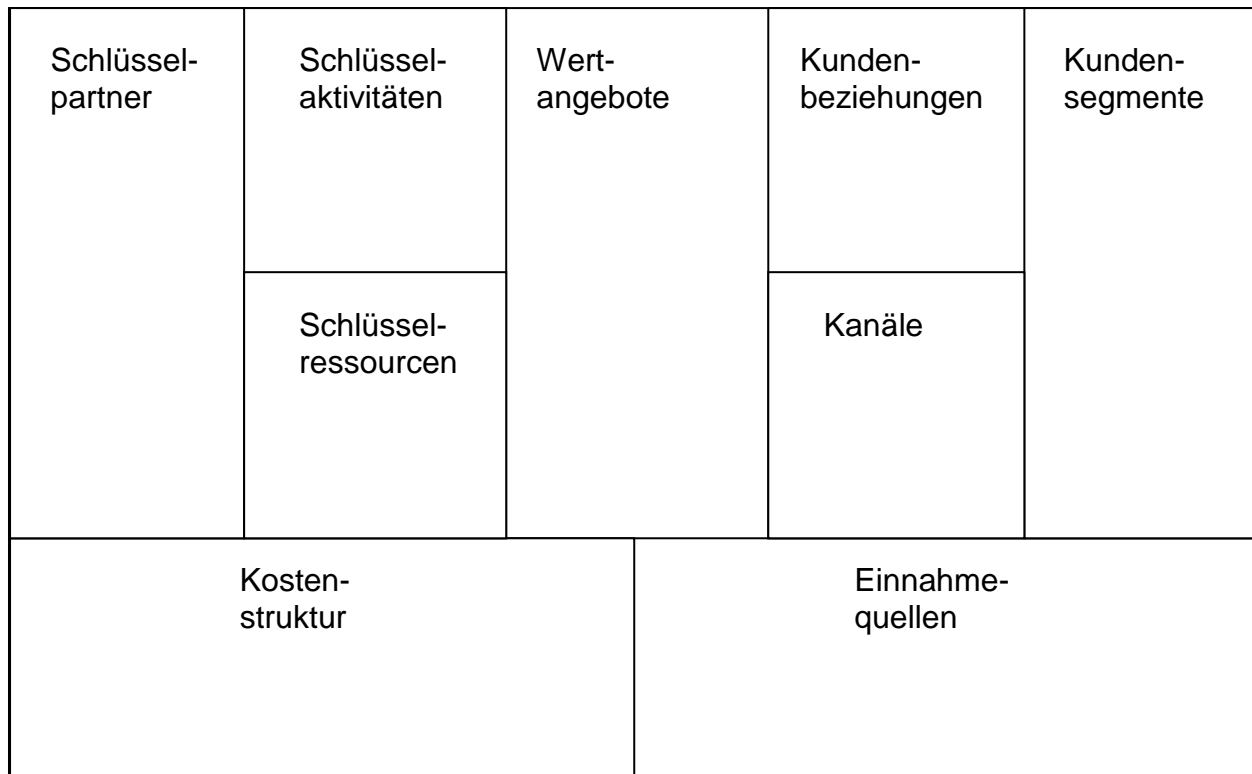 Schlüssel-
partner
Schlüssel-
aktivitäten
Wert-
angebote
Kunden-
beziehungen
Kunden-
segmente
Schlüssel-
ressourcen
Kanäle
Kosten-
struktur
Einnahme-
quellen